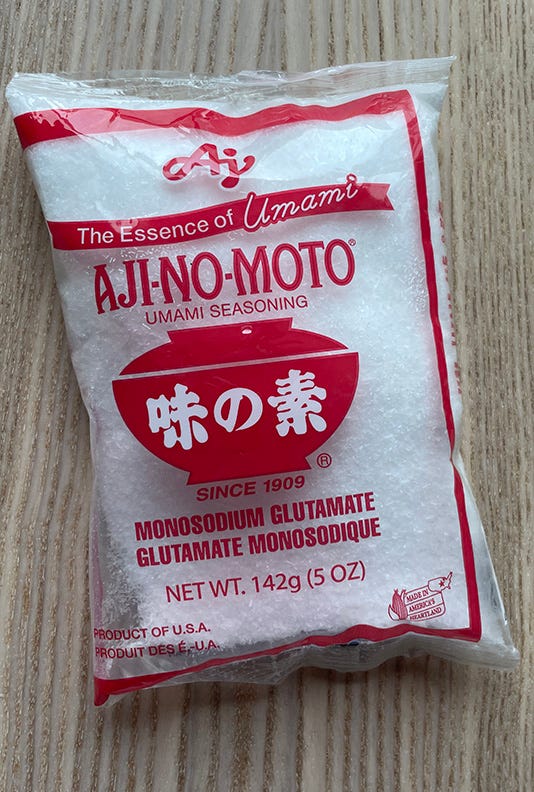 Aj
The Essence of Umami
AJI-NO-MOTO®
UMAMI SEASONING
味の素
®
SINCE 1909
MONOSODIUM GLUTAMATE
GLUTAMATE MONOSODIQUE
NET WT. 142g (5 OZ)
MADE IN
AMERICA'S
HEARTLAND
PRODUCT OF U.S.A.
PRODUIT DES É.-U.A.